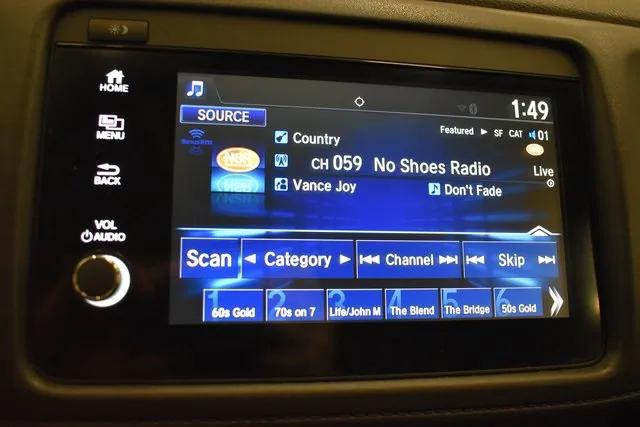 HOME
MENU
BACK
VOL
AUDIO
1:49
SOURCE
Featured ▶ SF CAT 01
Country
NSR
CH 059 No Shoes Radio
Live
Vance Joy
Don't Fade
Scan ◀ Category ▶ Channel Skip
1 2 3 4 5 6
60s Gold 70s on 7 Life/John M The Blend The Bridge 50s Gold